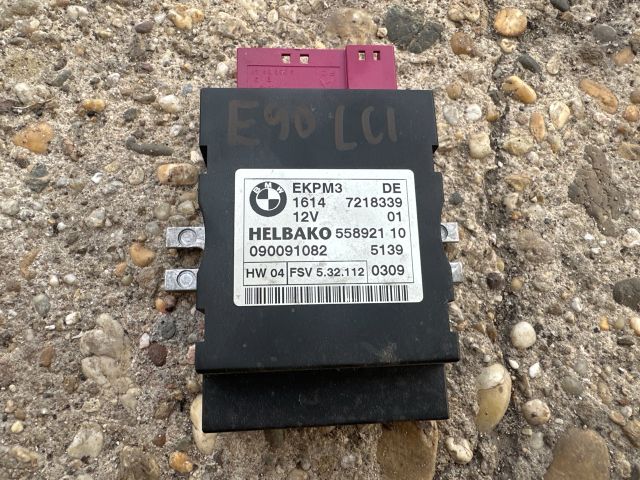 E90 LCI
BMW
EKPM3 DE
1614 7218339
12V 01
HELBAKO 558921 10
090091082 5139
HW 04 FSV 5.32.112 0309